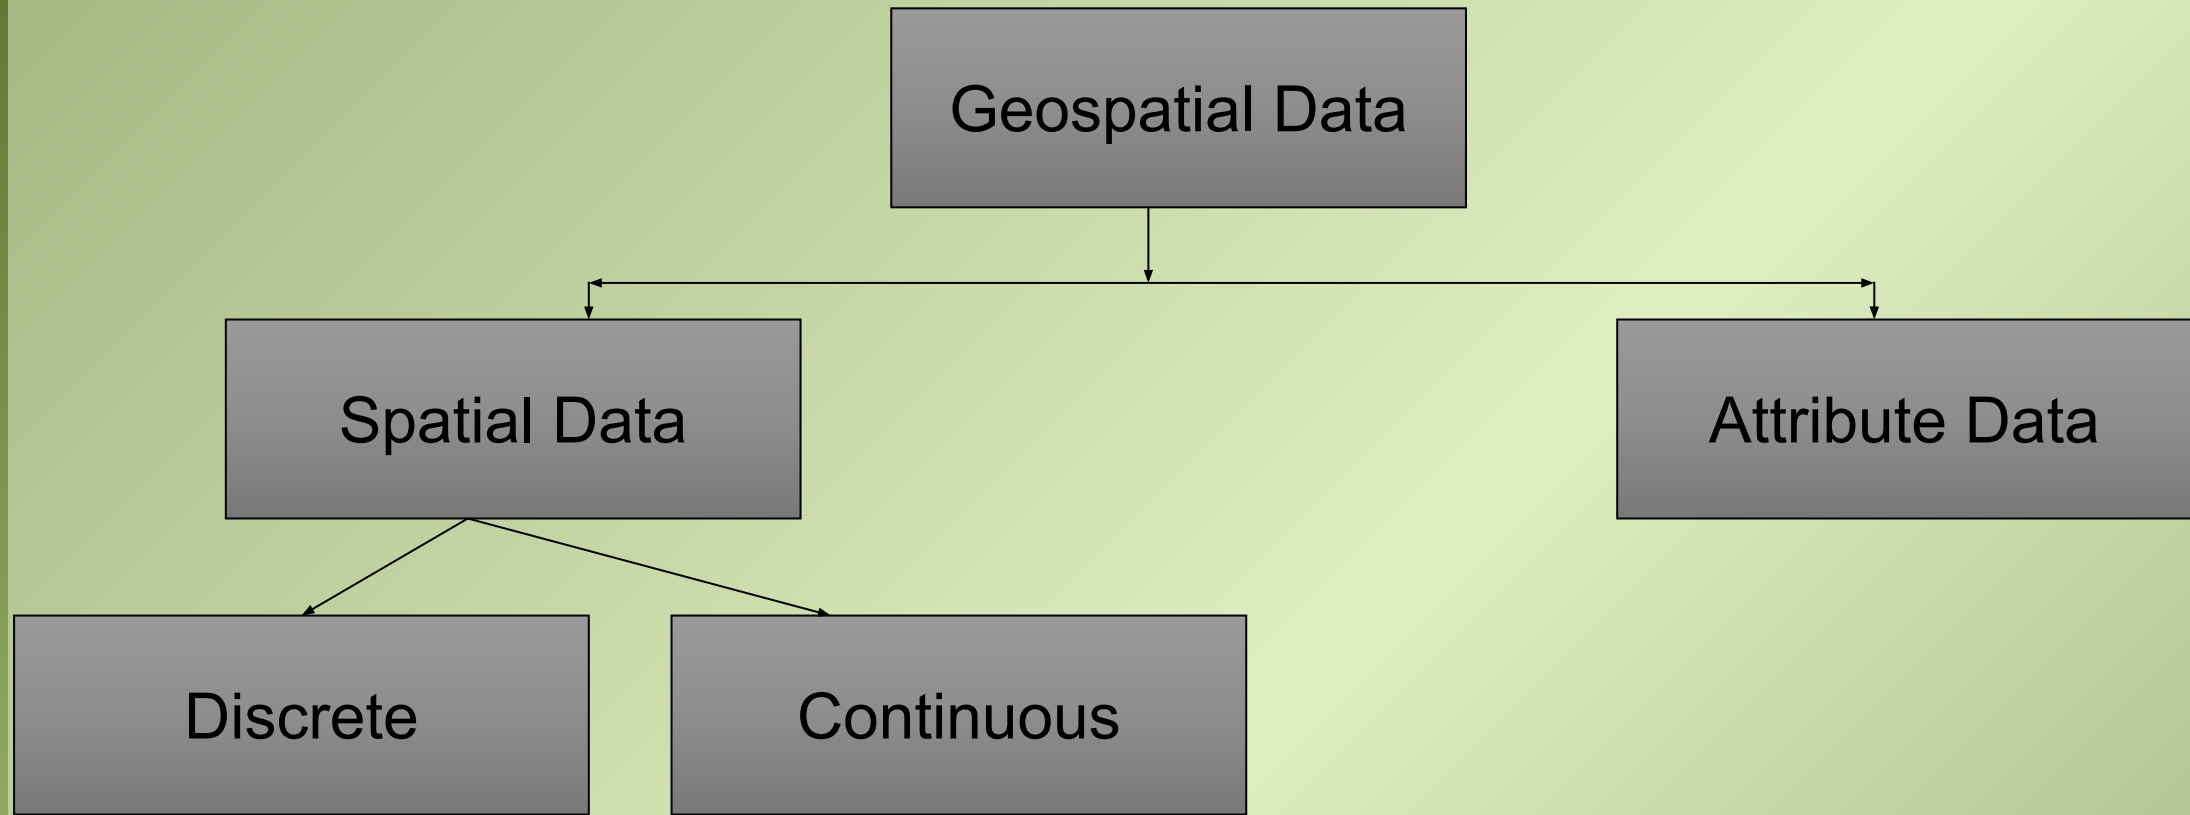 Geospatial Data
Spatial Data
Attribute Data
Discrete
Continuous